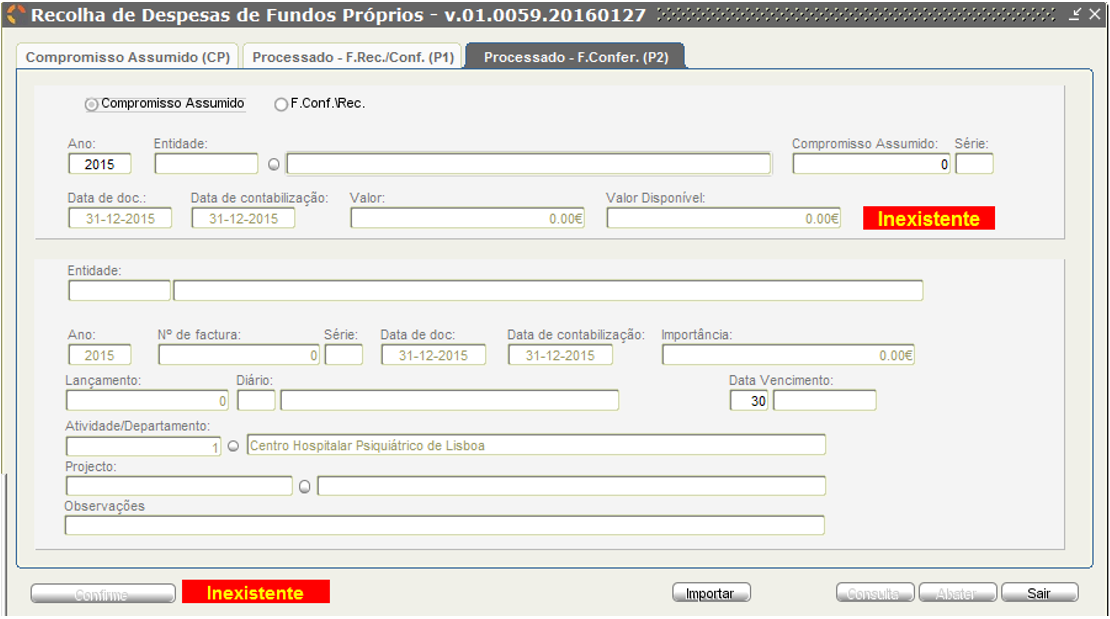 Recolha de Despesas de Fundos Próprios - v.01.0059.20160127
Compromisso Assumido (CP) Processado - F.Rec./Conf. (P1) Processado - F.Confer. (P2)
Compromisso Assumido F.Conf.\Rec.
Ano: Entidade: Compromisso Assumido: Série:
2015 0
Data de doc.: Data de contabilização: Valor: Valor Disponível:
31-12-2015 31-12-2015 0.00€ 0.00€ Inexistente
Entidade:
Ano: Nº de factura: Série: Data de doc: Data de contabilização: Importância:
2015 0 31-12-2015 31-12-2015 0.00€
Lançamento: Diário: Data Vencimento:
0 30
Atividade/Departamento:
1 Centro Hospitalar Psiquiátrico de Lisboa
Projecto:
Observações
Confirme Inexistente Importar Consulta Abater Sair